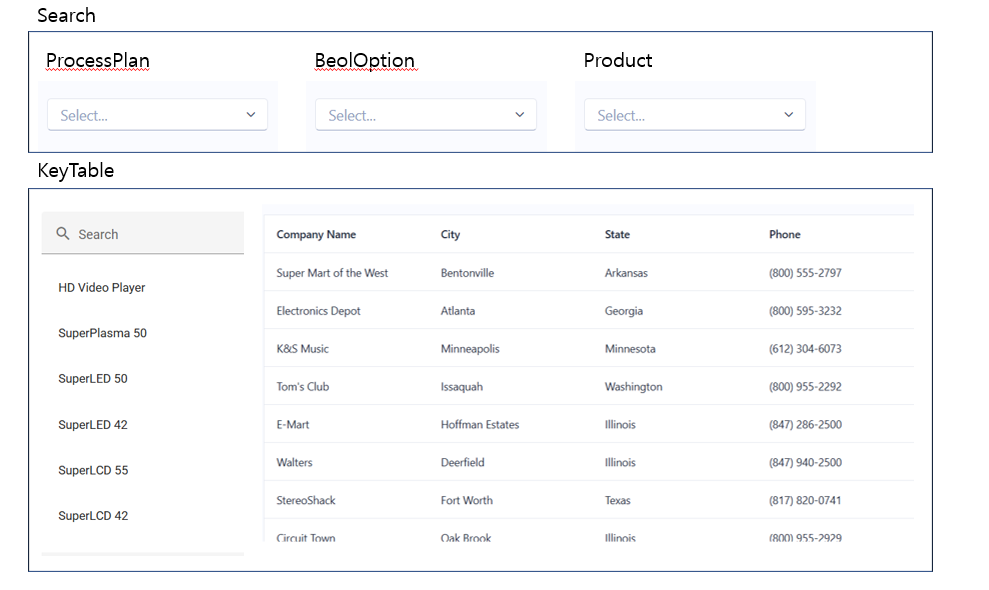 Search
ProcessPlan BeolOption Product
Select... Select... Select...
KeyTable
Search
HD Video Player
SuperPlasma 50
SuperLED 50
SuperLED 42
SuperLCD 55
SuperLCD 42
Company Name City State Phone
Super Mart of the West Bentonville Arkansas (800) 555-2797
Electronics Depot Atlanta Georgia (800) 595-3232
K&S Music Minneapolis Minnesota (612) 304-6073
Tom's Club Issaquah Washington (800) 955-2292
E-Mart Hoffman Estates Illinois (847) 286-2500
Walters Deerfield Illinois (847) 940-2500
StereoShack Fort Worth Texas (817) 820-0741
Circuit Town Oak Brook Illinois (800) 955-2929